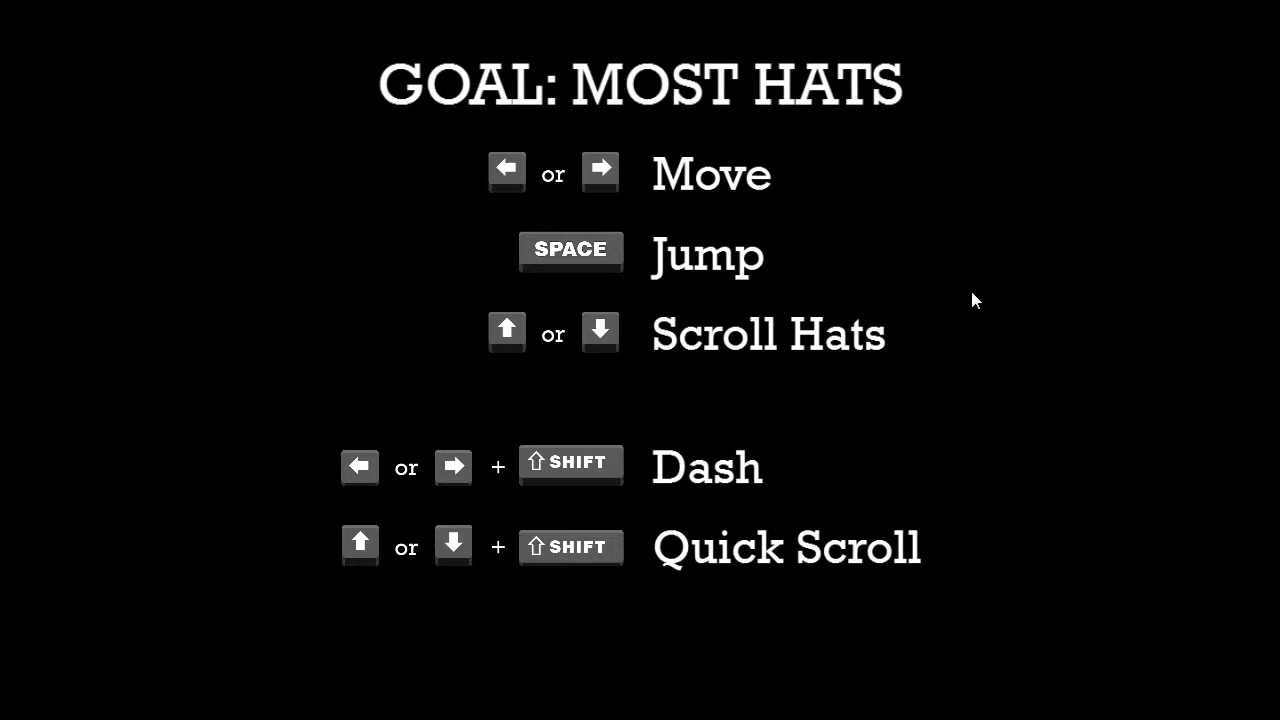 GOAL: MOST HATS
or Move
SPACE Jump
or Scroll Hats
or + SHIFT Dash
or + SHIFT Quick Scroll